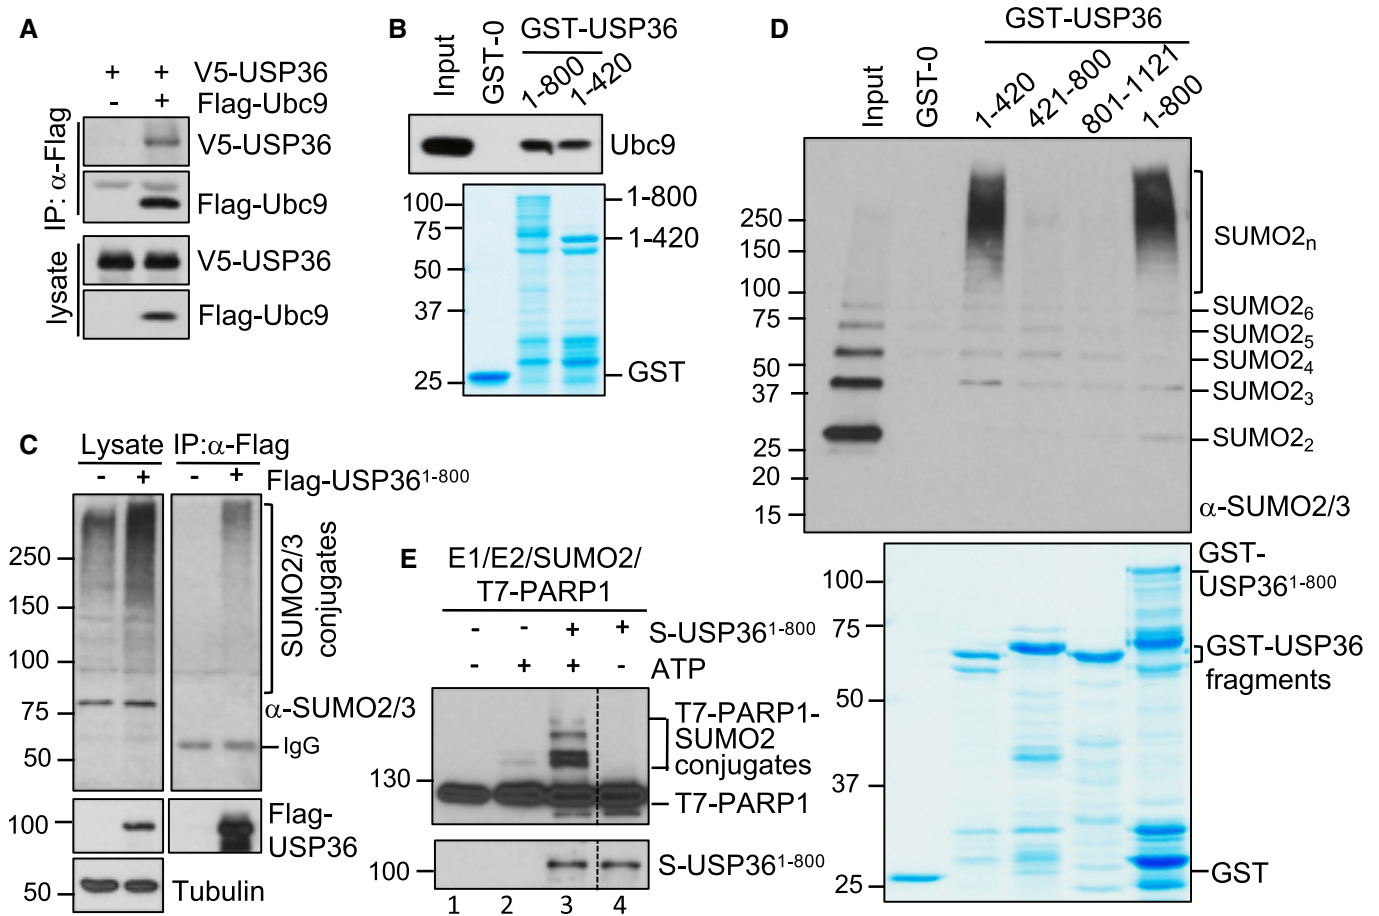 A
+ + V5-USP36
- + Flag-Ubc9
IP: α-Flag
V5-USP36
Flag-Ubc9
lysate
V5-USP36
Flag-Ubc9
B
Input
GST-0
GST-USP36
1-800
1-420
Ubc9
100
75
50
37
25
1-800
1-420
GST
C
Lysate IP:α-Flag
- + - + Flag-USP36¹⁻⁸⁰⁰
250
150
100
75
50
SUMO2/3
conjugates
α-SUMO2/3
IgG
100
Flag-
USP36
50
Tubulin
D
GST-USP36
Input
GST-0
1-420
421-800
801-1121
1-800
250
150
100
75
50
37
25
20
15
SUMO2ₙ
SUMO2₆
SUMO2₅
SUMO2₄
SUMO2₃
SUMO2₂
α-SUMO2/3
100
75
50
37
25
GST-
USP36¹⁻⁸⁰⁰
GST-USP36
fragments
GST
E
E1/E2/SUMO2/
T7-PARP1
- - + + S-USP36¹⁻⁸⁰⁰
- + + - ATP
130
T7-PARP1-
SUMO2
conjugates
T7-PARP1
100
S-USP36¹⁻⁸⁰⁰
1 2 3 4